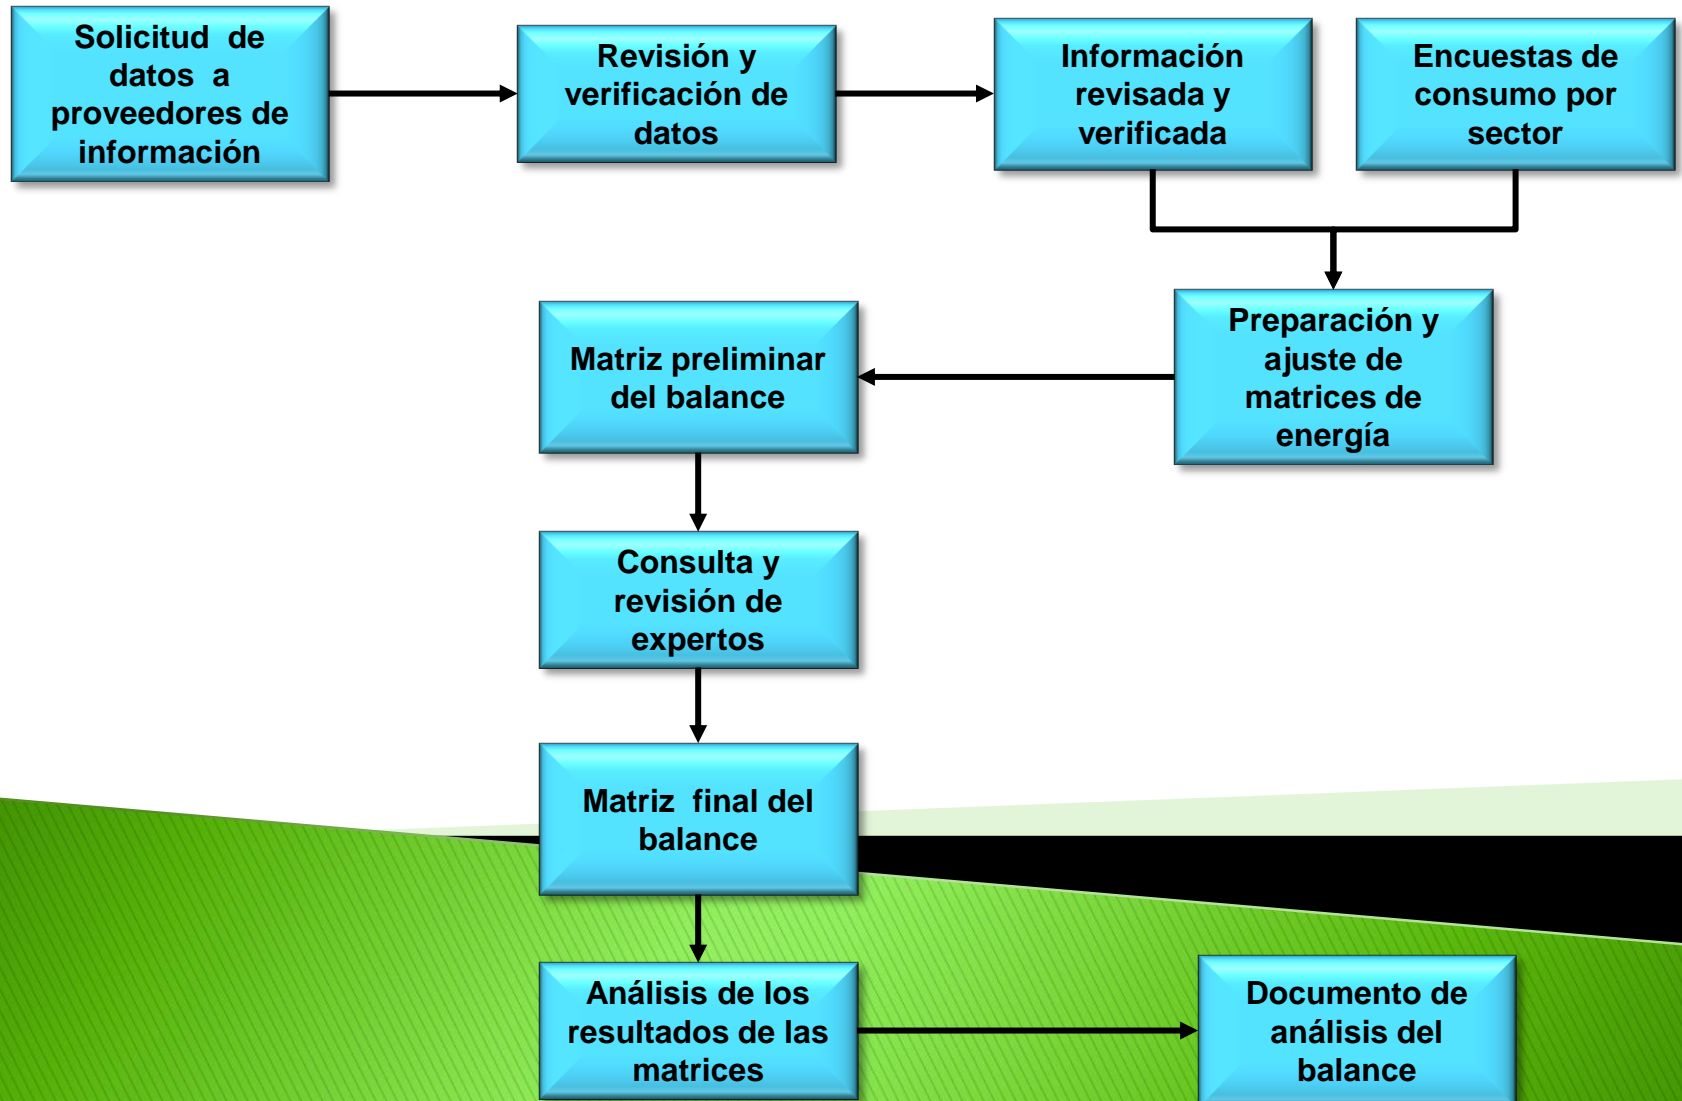 Solicitud de
datos a
proveedores de
información
Revisión y
verificación de
datos
Información
revisada y
verificada
Encuestas de
consumo por
sector
Preparación y
ajuste de
matrices de
energía
Matriz preliminar
del balance
Consulta y
revisión de
expertos
Matriz final del
balance
Análisis de los
resultados de las
matrices
Documento de
análisis del
balance